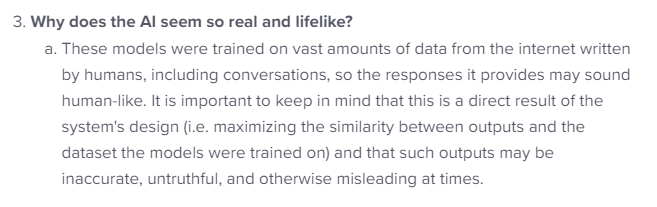 3. Why does the AI seem so real and lifelike?
a. These models were trained on vast amounts of data from the internet written
by humans, including conversations, so the responses it provides may sound
human-like. It is important to keep in mind that this is a direct result of the
system's design (i.e. maximizing the similarity between outputs and the
dataset the models were trained on) and that such outputs may be
inaccurate, untruthful, and otherwise misleading at times.